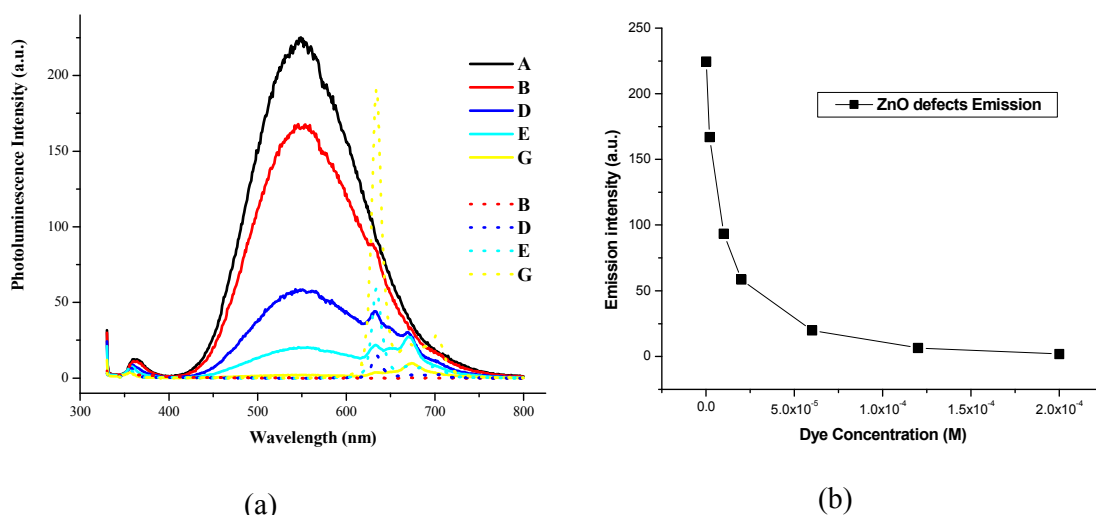 Photoluminescence Intensity (a.u.)
200
150
100
50
0
300 400 500 600 700 800
Wavelength (nm)
A
B
D
E
G
B
D
E
G
(a)
Emission intensity (a.u.)
250
200
150
100
50
0
0.0 5.0x10⁻⁵ 1.0x10⁻⁴ 1.5x10⁻⁴ 2.0x10⁻⁴
Dye Concentration (M)
ZnO defects Emission
(b)